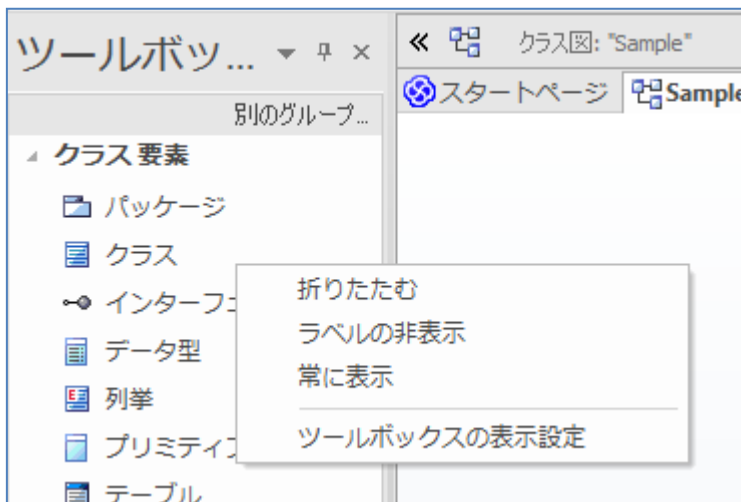 ツールボッ...
別のグループ...
クラス 要素
パッケージ
クラス
インターフェ
データ型
列挙
プリミティブ
テーブル
折りたたむ
ラベルの非表示
常に表示
ツールボックスの表示設定
クラス図: "Sample"
スタートページ
Sample